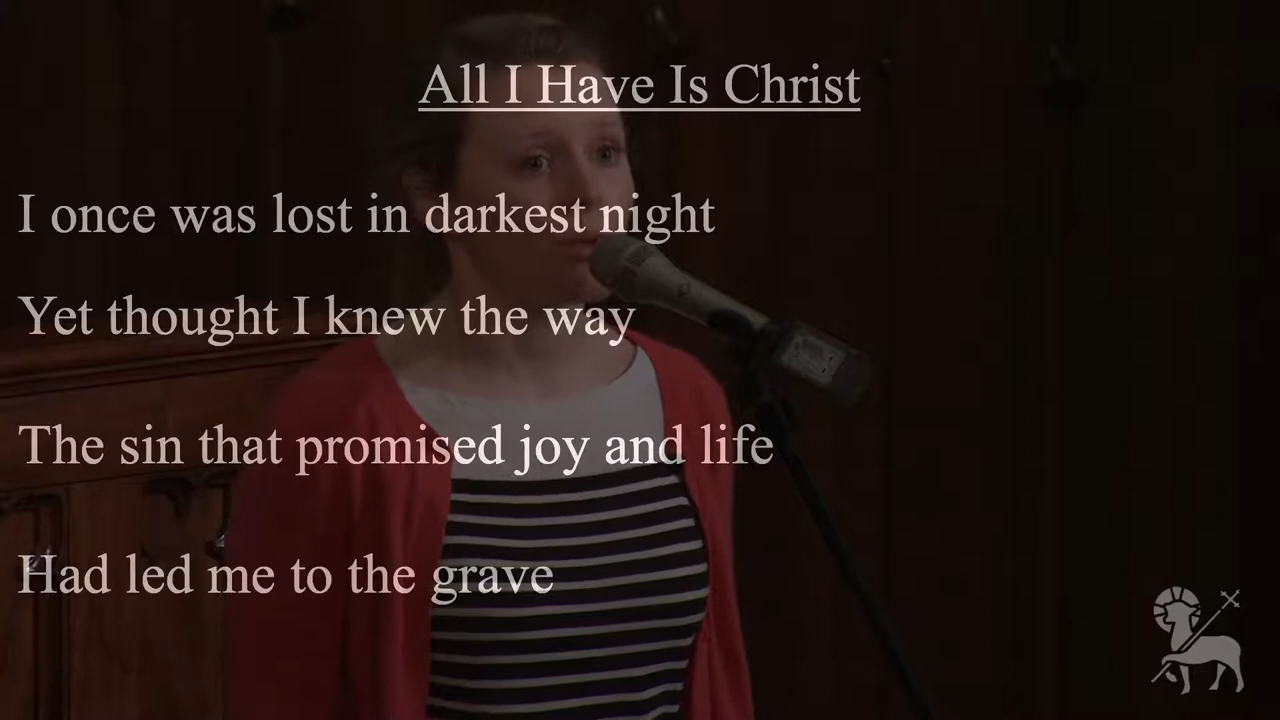 All I Have Is Christ
I once was lost in darkest night
Yet thought I knew the way
The sin that promised joy and life
Had led me to the grave